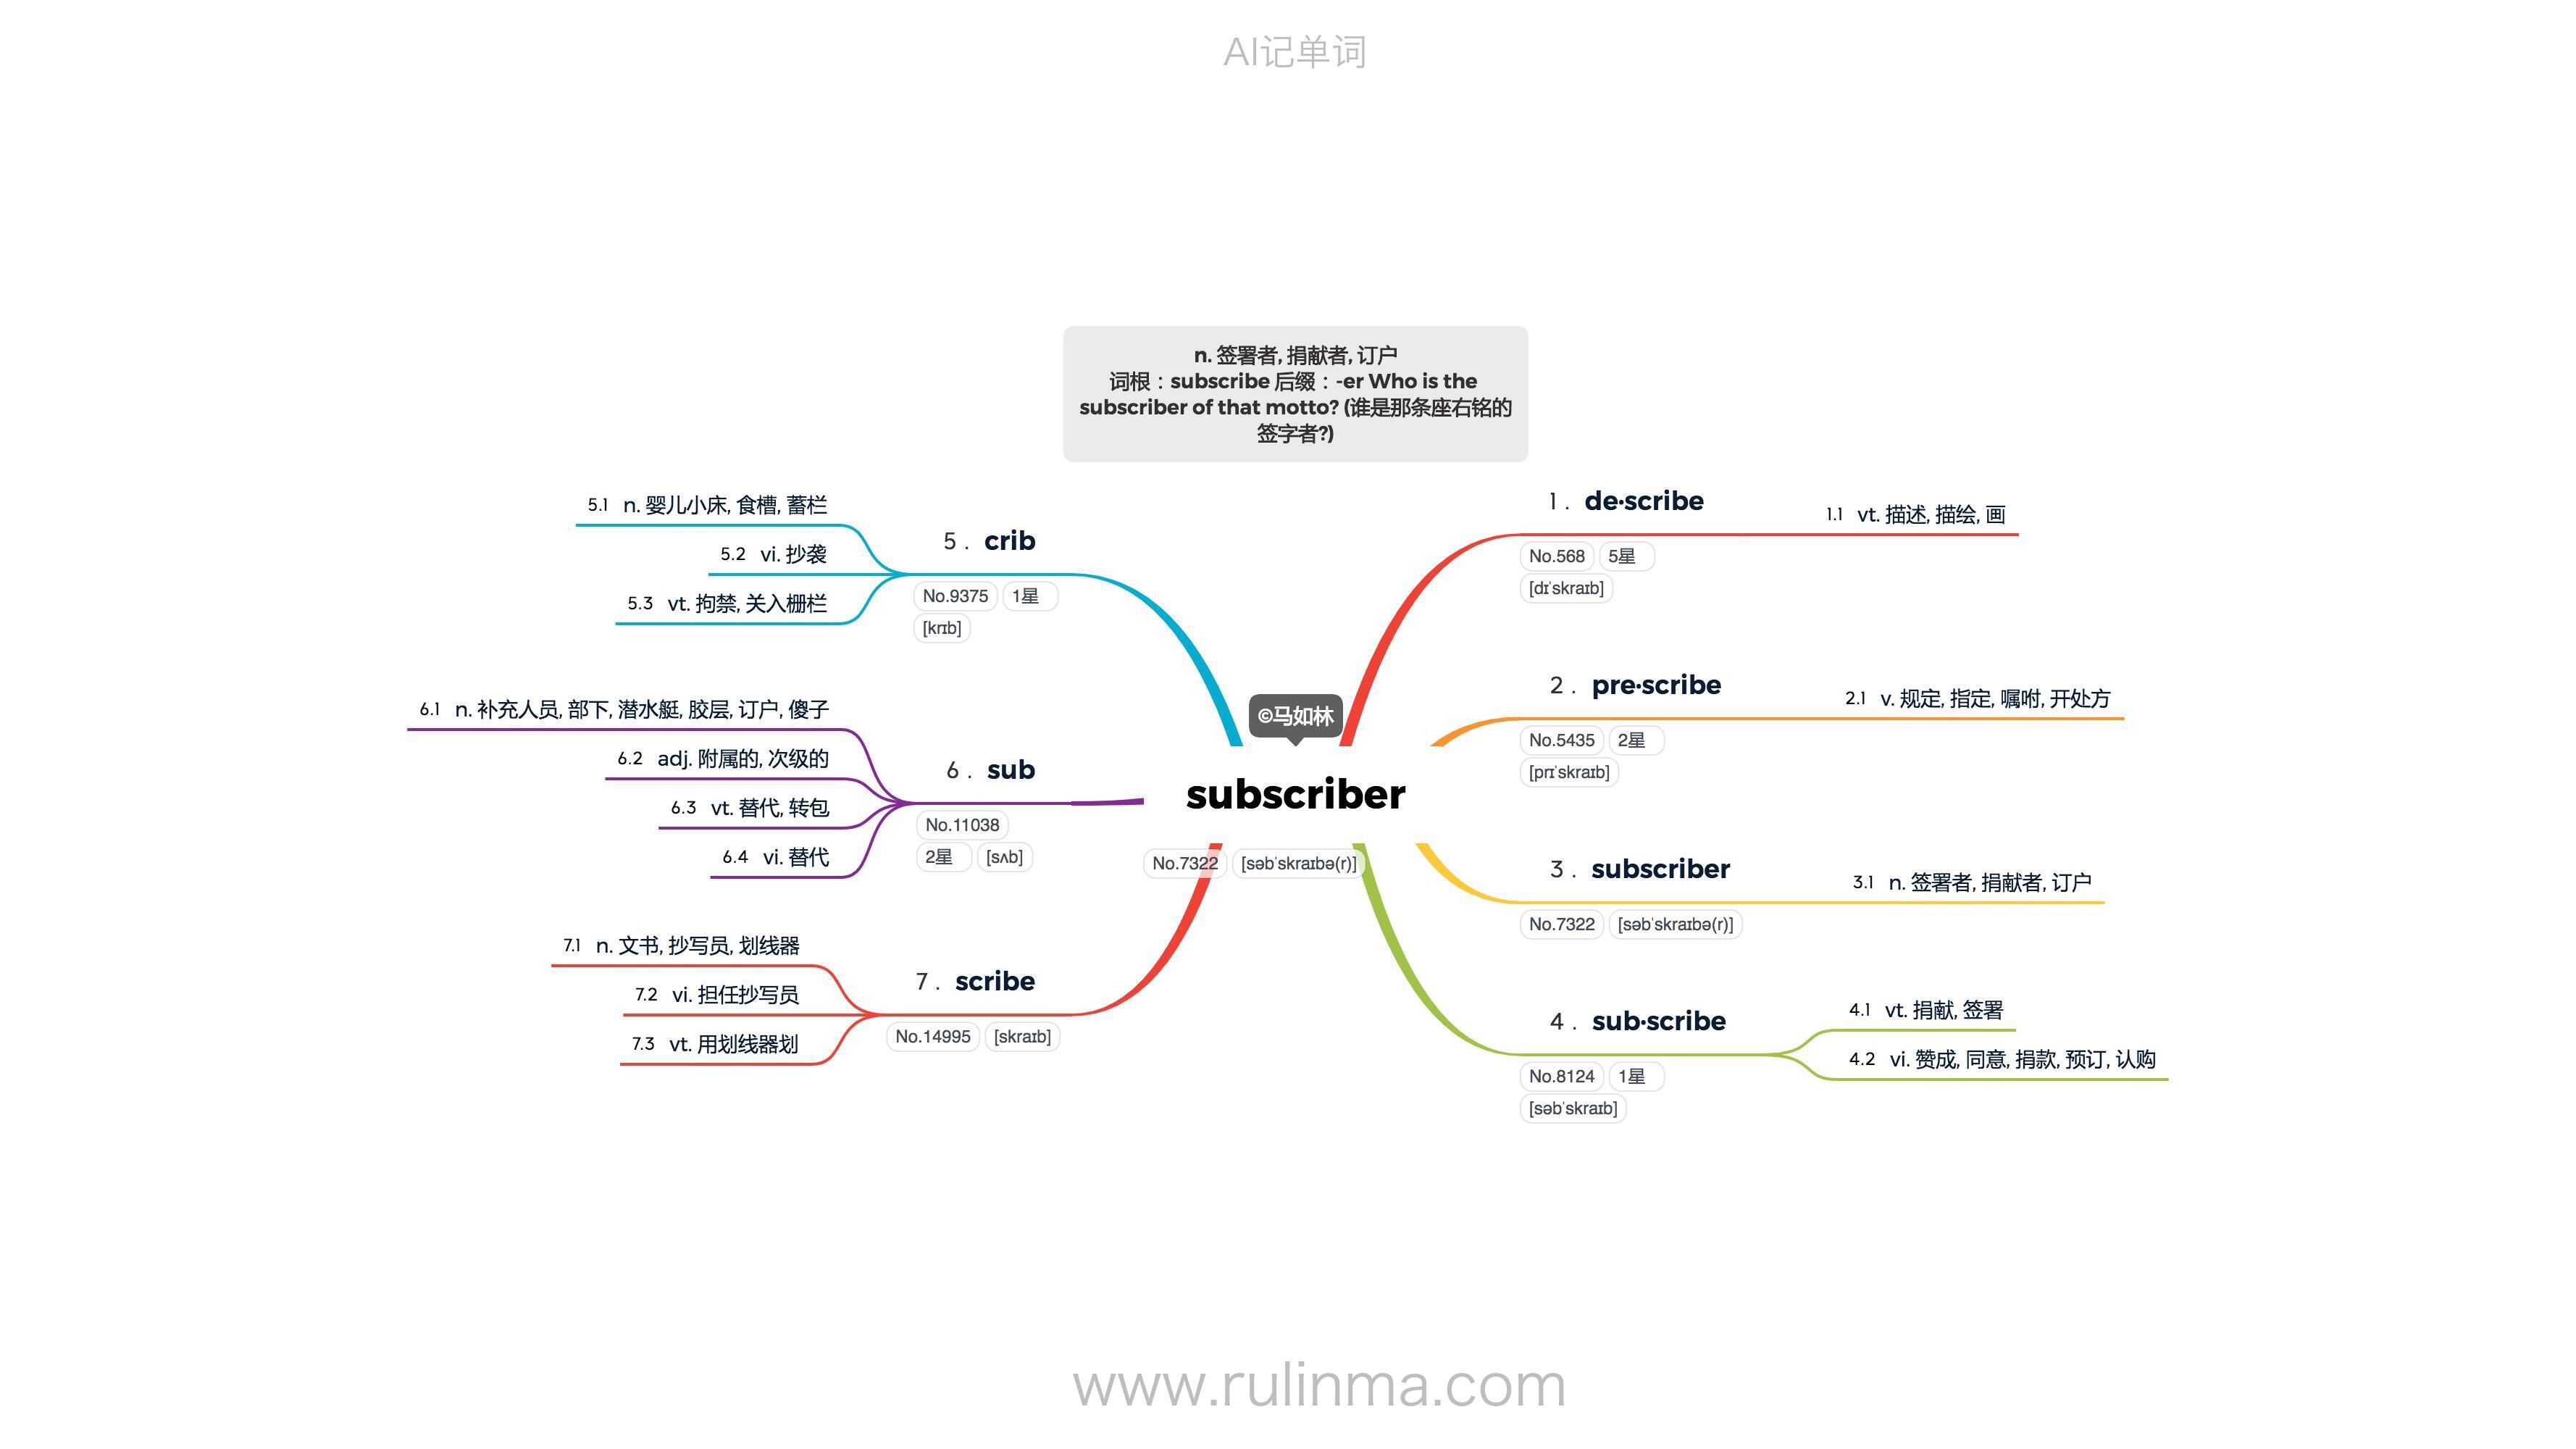 AI记单词
n. 签署者, 捐献者, 订户
词根：subscribe 后缀：-er Who is the
subscriber of that motto? (谁是那条座右铭的
签字者?)
©马如林
subscriber
No.7322 [səbˈskraɪbə(r)]
1. de·scribe
No.568 5星
[dɪˈskraɪb]
1.1 vt. 描述, 描绘, 画
2. pre·scribe
No.5435 2星
[prɪˈskraɪb]
2.1 v. 规定, 指定, 嘱咐, 开处方
3. subscriber
No.7322 [səbˈskraɪbə(r)]
3.1 n. 签署者, 捐献者, 订户
4. sub·scribe
No.8124 1星
[səbˈskraɪb]
4.1 vt. 捐献, 签署
4.2 vi. 赞成, 同意, 捐款, 预订, 认购
5. crib
No.9375 1星
[krɪb]
5.1 n. 婴儿小床, 食槽, 蓄栏
5.2 vi. 抄袭
5.3 vt. 拘禁, 关入栅栏
6. sub
No.11038
2星 [sʌb]
6.1 n. 补充人员, 部下, 潜水艇, 胶层, 订户, 傻子
6.2 adj. 附属的, 次级的
6.3 vt. 替代, 转包
6.4 vi. 替代
7. scribe
No.14995 [skraɪb]
7.1 n. 文书, 抄写员, 划线器
7.2 vi. 担任抄写员
7.3 vt. 用划线器划
www.rulinma.com